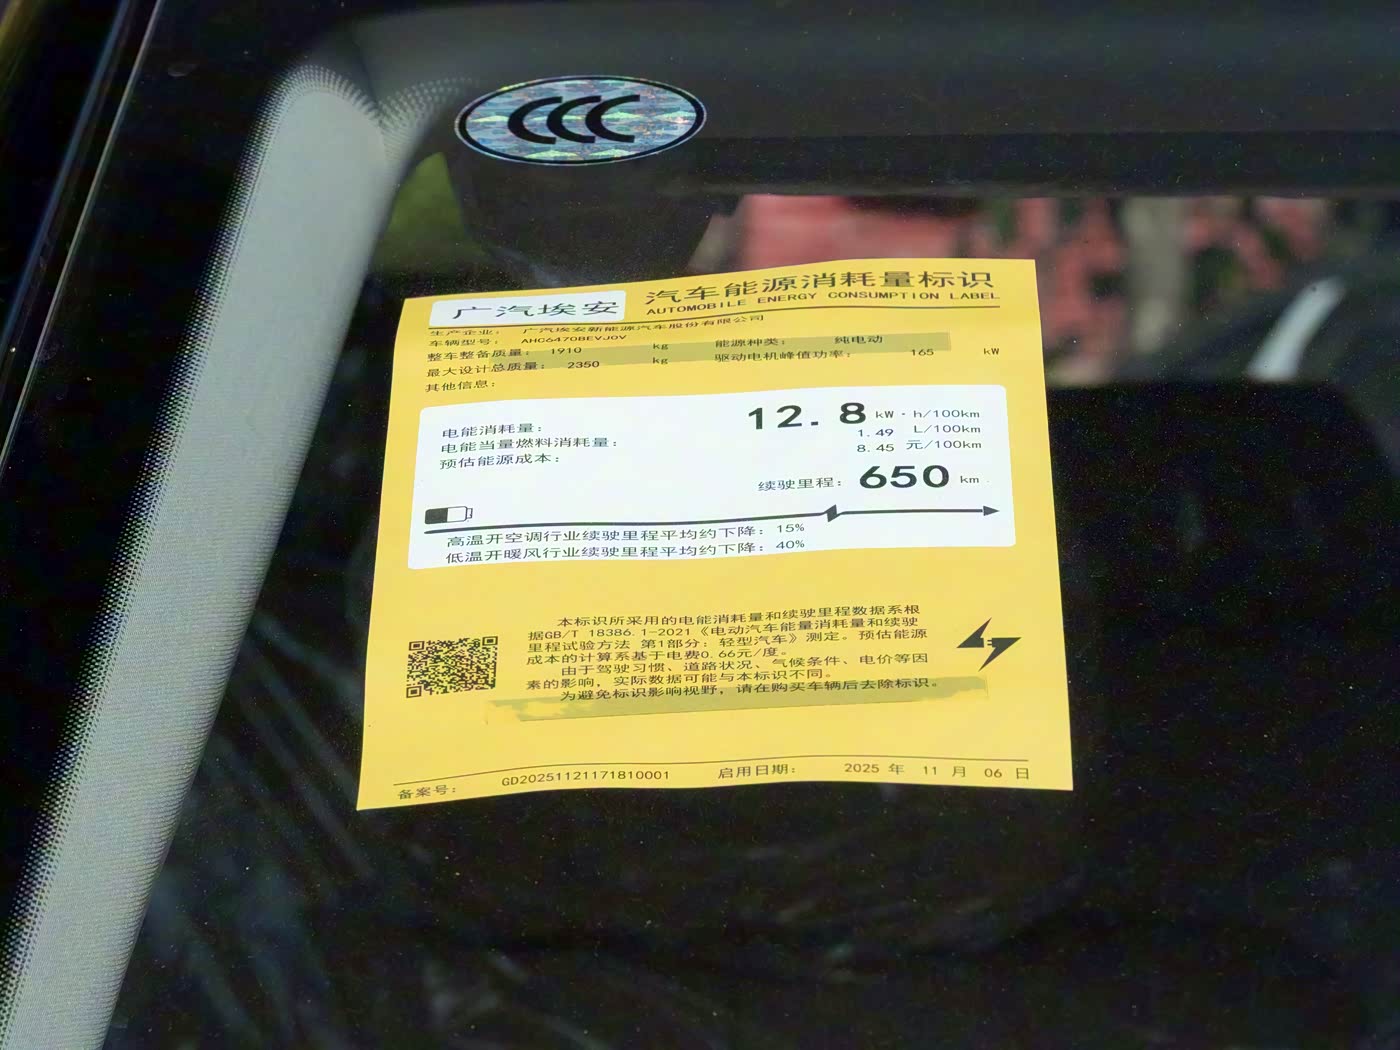 CCC
广汽埃安
汽车能源消耗量标识
AUTOMOBILE ENERGY CONSUMPTION LABEL
生产企业： 广汽埃安新能源汽车股份有限公司
车辆型号： AHC6470BEVJ0V
整车整备质量： 1910 kg 能源种类： 纯电动
最大设计总质量： 2350 kg 驱动电机峰值功率： 165 kW
其他信息：
电能消耗量： 12.8 kW·h/100km
电能当量燃料消耗量： 1.49 L/100km
预估能源成本： 8.45 元/100km
续驶里程： 650 km
高温开空调行业续驶里程平均约下降： 15%
低温开暖风行业续驶里程平均约下降： 40%
本标识所采用的电能消耗量和续驶里程数据系根
据GB/T 18386.1-2021《电动汽车能量消耗量和续驶
里程试验方法 第1部分：轻型汽车》测定。预估能源
成本的计算系基于电费0.66元/度。
由于驾驶习惯、道路状况、气候条件、电价等因
素的影响，实际数据可能与本标识不同。
为避免标识影响视野，请在购买车辆后去除标识。
备案号： GD20251121171810001 启用日期： 2025 年 11 月 06 日